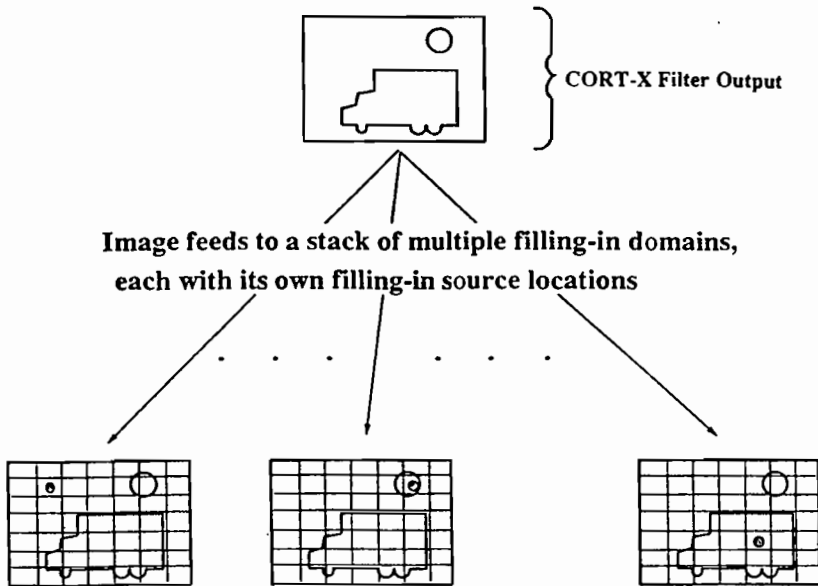 CORT-X Filter Output
Image feeds to a stack of multiple filling-in domains,
each with its own filling-in source locations